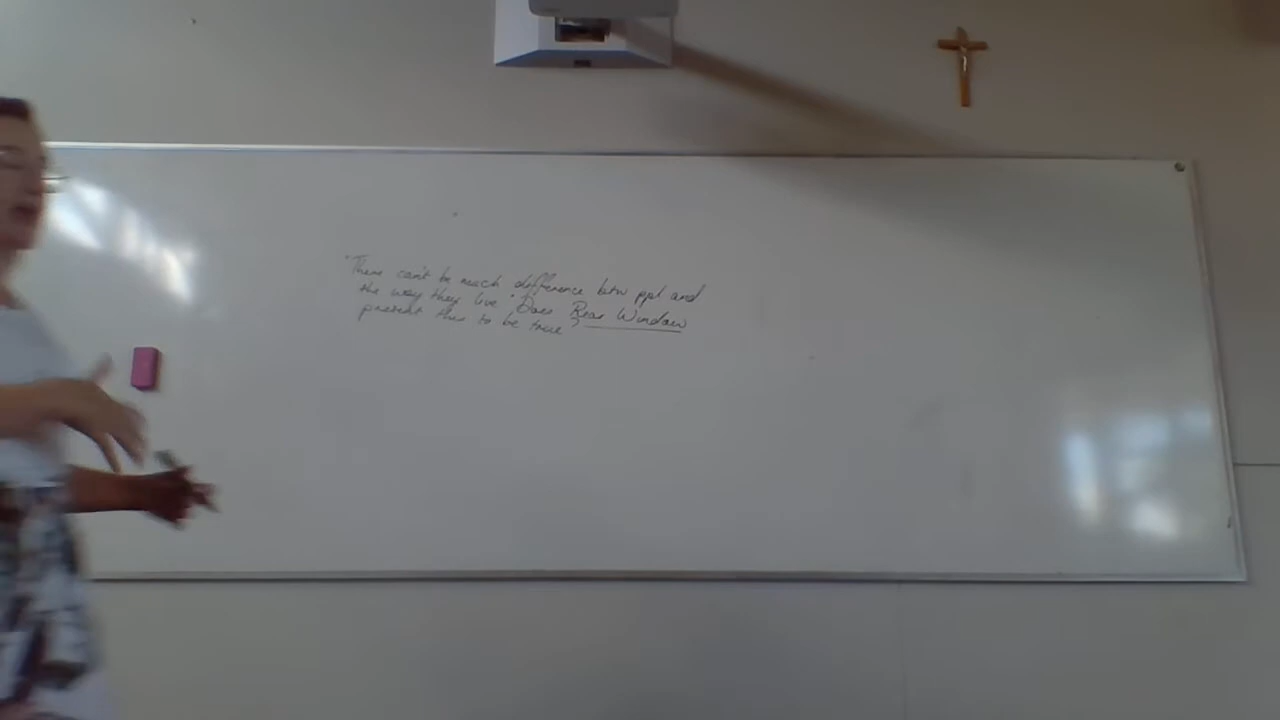 "There can't be much difference btw ppl and
the way they live" Does Rear Window
present this to be true?